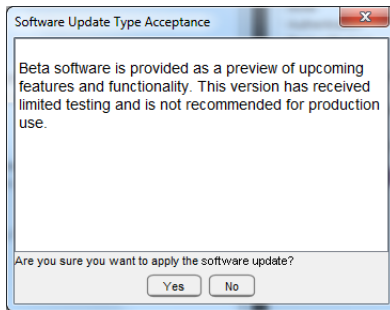 Software Update Type Acceptance
Beta software is provided as a preview of upcoming
features and functionality. This version has received
limited testing and is not recommended for production
use.
Are you sure you want to apply the software update?
Yes
No